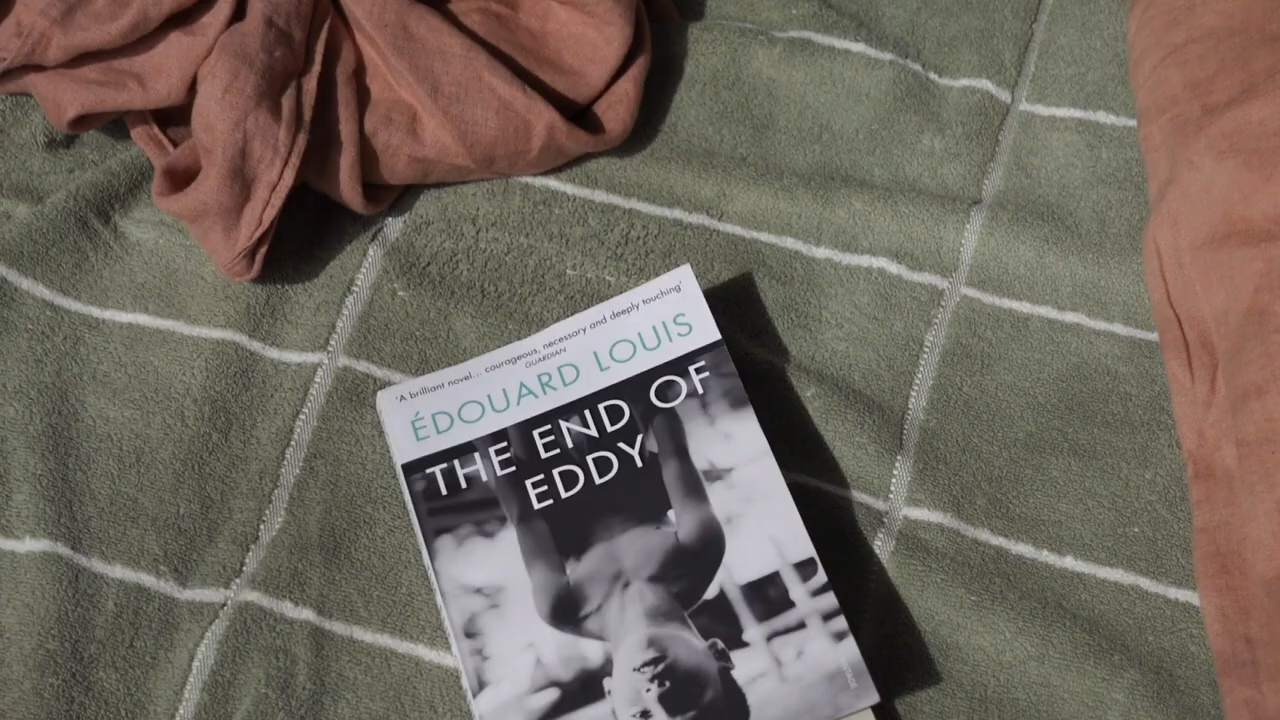 'A brilliant novel... courageous, necessary and deeply touching'
GUARDIAN
ÉDOUARD LOUIS
THE END OF
EDDY